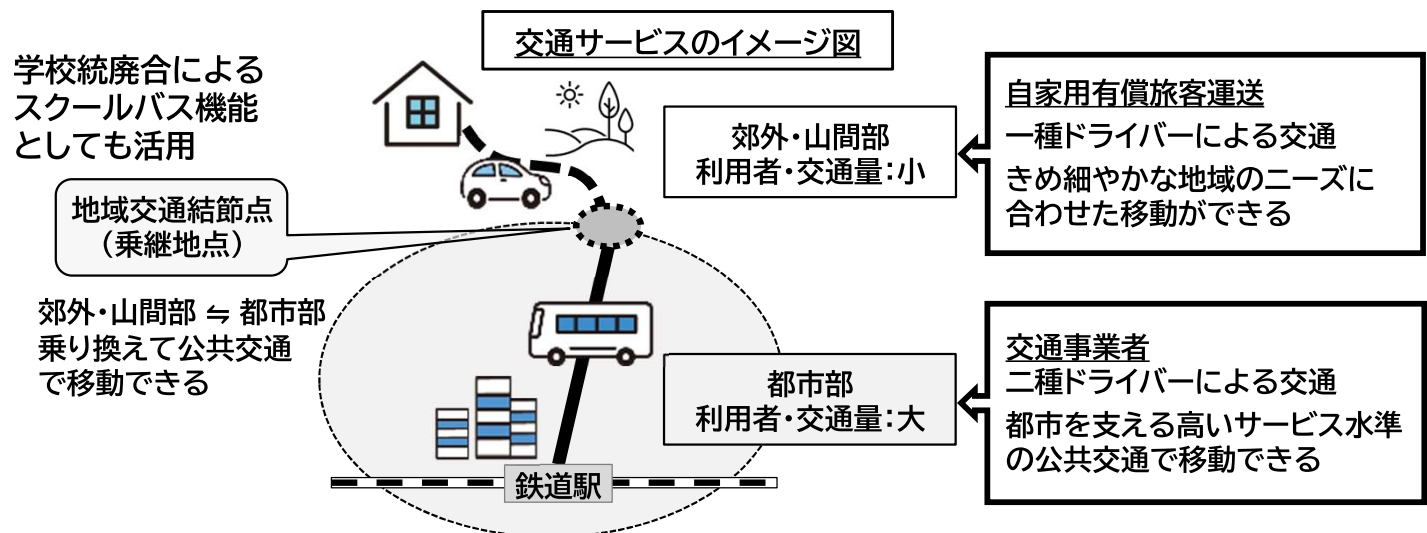 交通サービスのイメージ図
学校統廃合による
スクールバス機能
としても活用
地域交通結節点
（乗継地点）
郊外・山間部 ⇋ 都市部
乗り換えて公共交通
で移動できる
郊外・山間部
利用者・交通量：小
自家用有償旅客運送
一種ドライバーによる交通
きめ細やかな地域のニーズに
合わせた移動ができる
都市部
利用者・交通量：大
交通事業者
二種ドライバーによる交通
都市を支える高いサービス水準
の公共交通で移動できる
鉄道駅